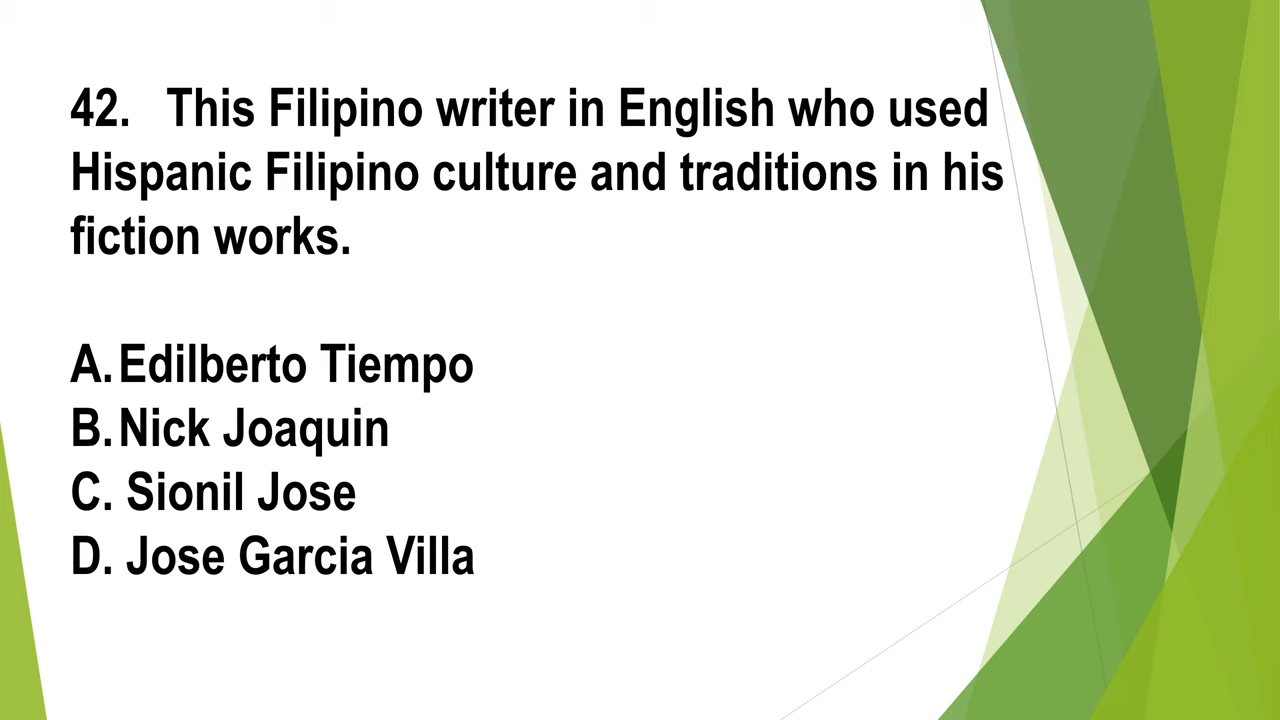 42. This Filipino writer in English who used
Hispanic Filipino culture and traditions in his
fiction works.
A. Edilberto Tiempo
B. Nick Joaquin
C. Sionil Jose
D. Jose Garcia Villa